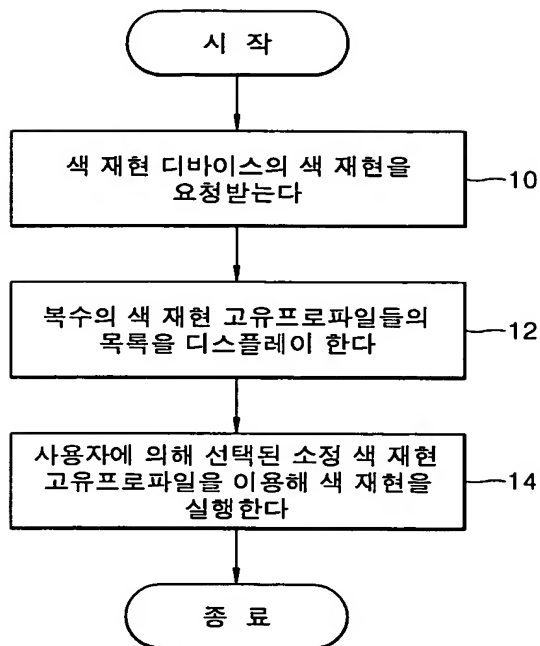 시 작
색 재현 디바이스의 색 재현을
요청받는다
10
복수의 색 재현 고유프로파일들의
목록을 디스플레이 한다
12
사용자에 의해 선택된 소정 색 재현
고유프로파일을 이용해 색 재현을
실행한다
14
종 료